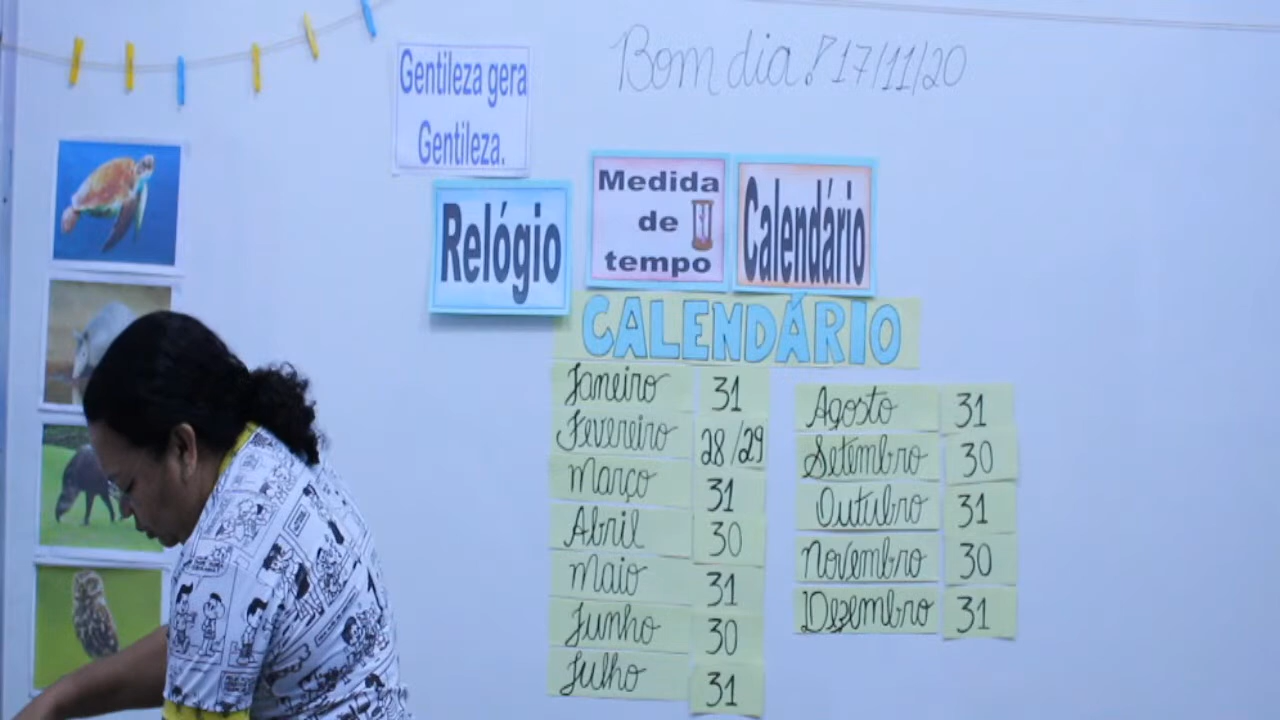 Bom dia! 17/11/20
Gentileza gera
Gentileza.
Relógio
Medida
de
tempo
Calendário
CALENDÁRIO
Janeiro 31
Fevereiro 28/29
Março 31
Abril 30
Maio 31
Junho 30
Julho 31
Agosto 31
Setembro 30
Outubro 31
Novembro 30
Dezembro 31